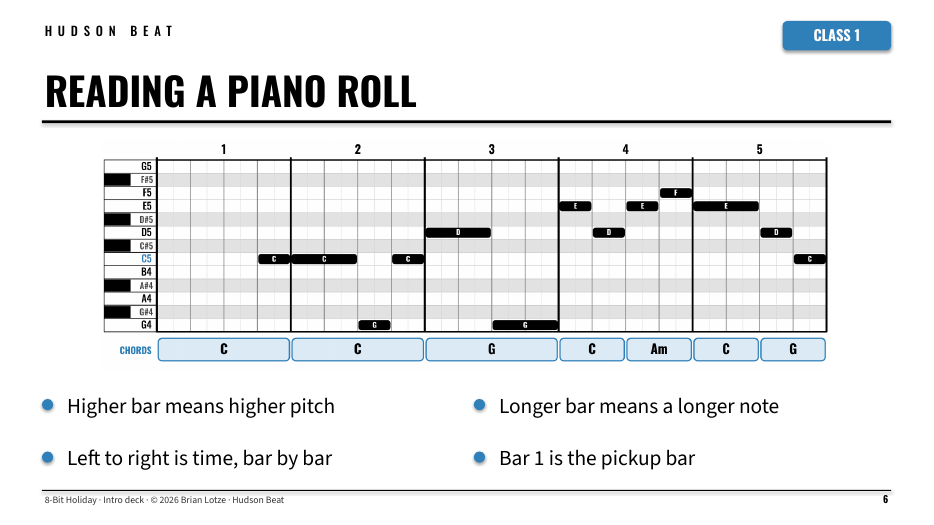 HUDSON BEAT
CLASS 1
READING A PIANO ROLL
1 2 3 4 5
G5
F#5
F5 F
E5 E E E
D#5
D5 D D D
C#5
C5 C C C C
B4
A#4
A4
G#4
G4 G G
CHORDS C C G C Am C G
Higher bar means higher pitch
Longer bar means a longer note
Left to right is time, bar by bar
Bar 1 is the pickup bar
8-Bit Holiday · Intro deck · © 2026 Brian Lotze · Hudson Beat
6